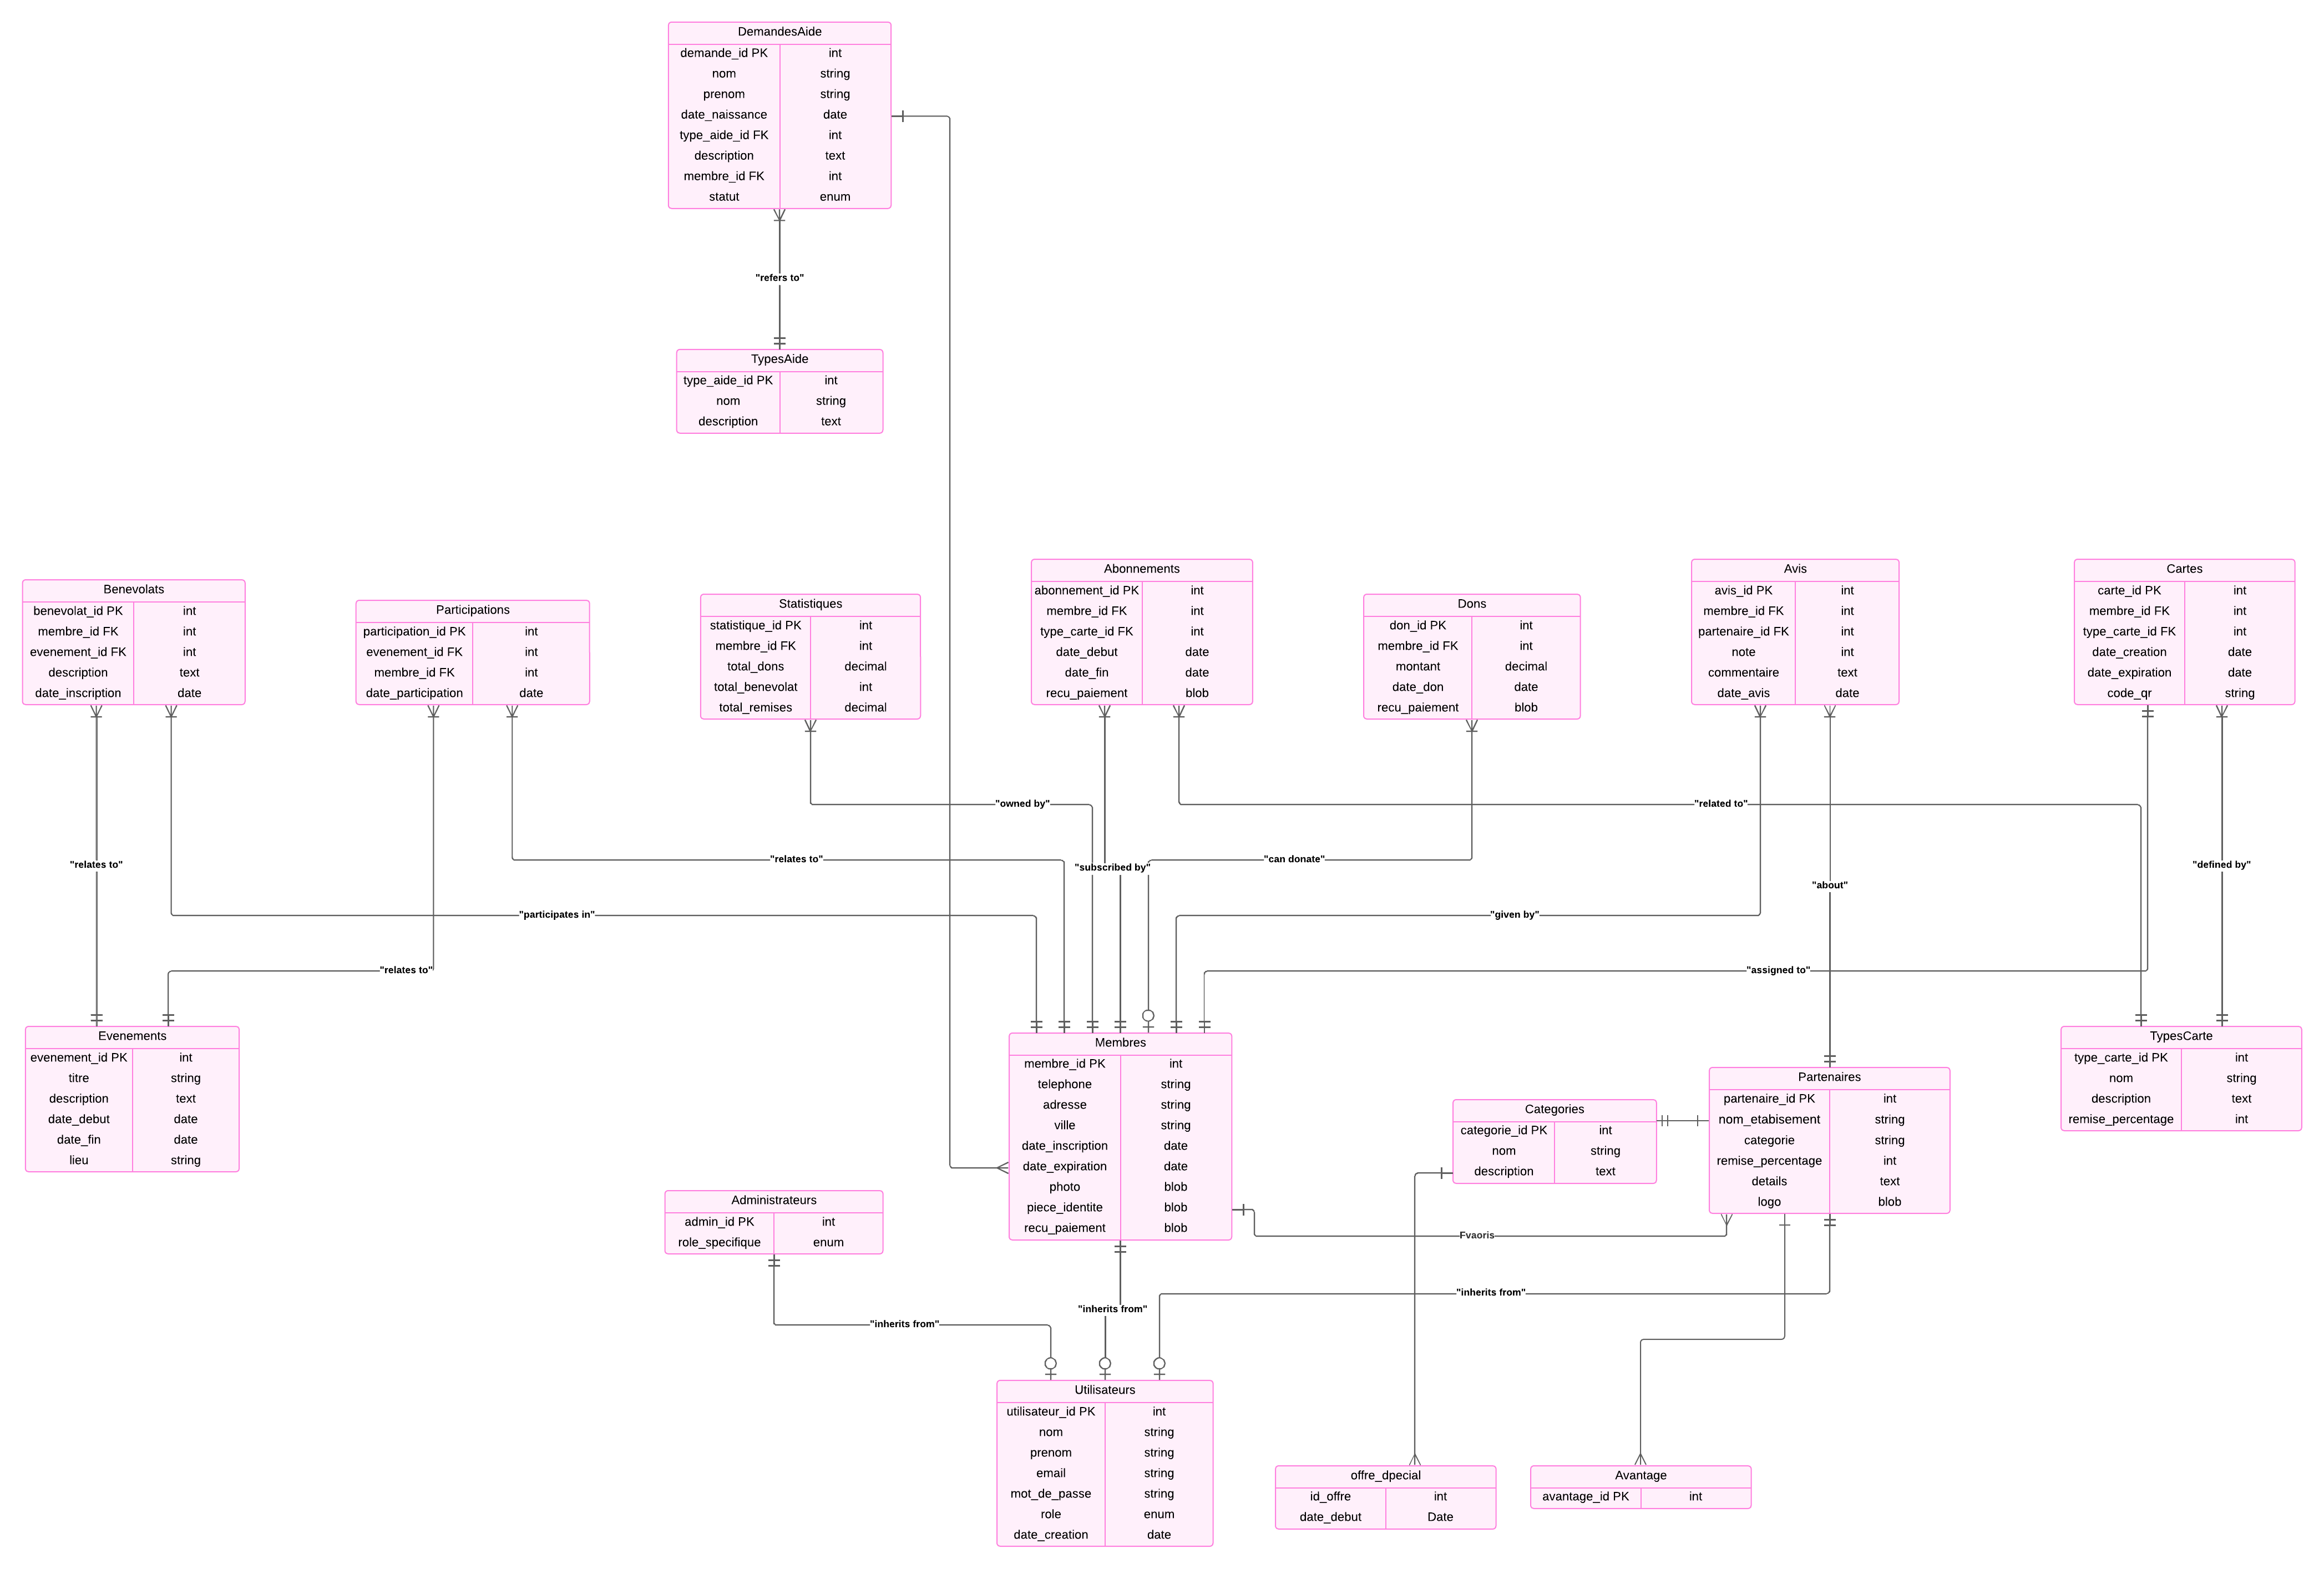 DemandesAide
demande_id PK int
nom string
prenom string
date_naissance date
type_aide_id FK int
description text
membre_id FK int
statut enum
"refers to"
TypesAide
type_aide_id PK int
nom string
description text
Benevolats
benevolat_id PK int
membre_id FK int
evenement_id FK int
description text
date_inscription date
Participations
participation_id PK int
evenement_id FK int
membre_id FK int
date_participation date
Statistiques
statistique_id PK int
membre_id FK int
total_dons decimal
total_benevolat int
total_remises decimal
Abonnements
abonnement_id PK int
membre_id FK int
type_carte_id FK int
date_debut date
date_fin date
recu_paiement blob
Dons
don_id PK int
membre_id FK int
montant decimal
date_don date
recu_paiement blob
Avis
avis_id PK int
membre_id FK int
partenaire_id FK int
note int
commentaire text
date_avis date
Cartes
carte_id PK int
membre_id FK int
type_carte_id FK int
date_creation date
date_expiration date
code_qr string
"owned by"
"related to"
"relates to"
"relates to"
"subscribed by"
"can donate"
"defined by"
"about"
"participates in"
"given by"
"relates to"
"assigned to"
Evenements
evenement_id PK int
titre string
description text
date_debut date
date_fin date
lieu string
Membres
membre_id PK int
telephone string
adresse string
ville string
date_inscription date
date_expiration date
photo blob
piece_identite blob
recu_paiement blob
Categories
categorie_id PK int
nom string
description text
Partenaires
partenaire_id PK int
nom_etabisement string
categorie string
remise_percentage int
details text
logo blob
TypesCarte
type_carte_id PK int
nom string
description text
remise_percentage int
Administrateurs
admin_id PK int
role_specifique enum
Fvaoris
"inherits from"
"inherits from"
"inherits from"
Utilisateurs
utilisateur_id PK int
nom string
prenom string
email string
mot_de_passe string
role enum
date_creation date
offre_dpecial
id_offre int
date_debut Date
Avantage
avantage_id PK int